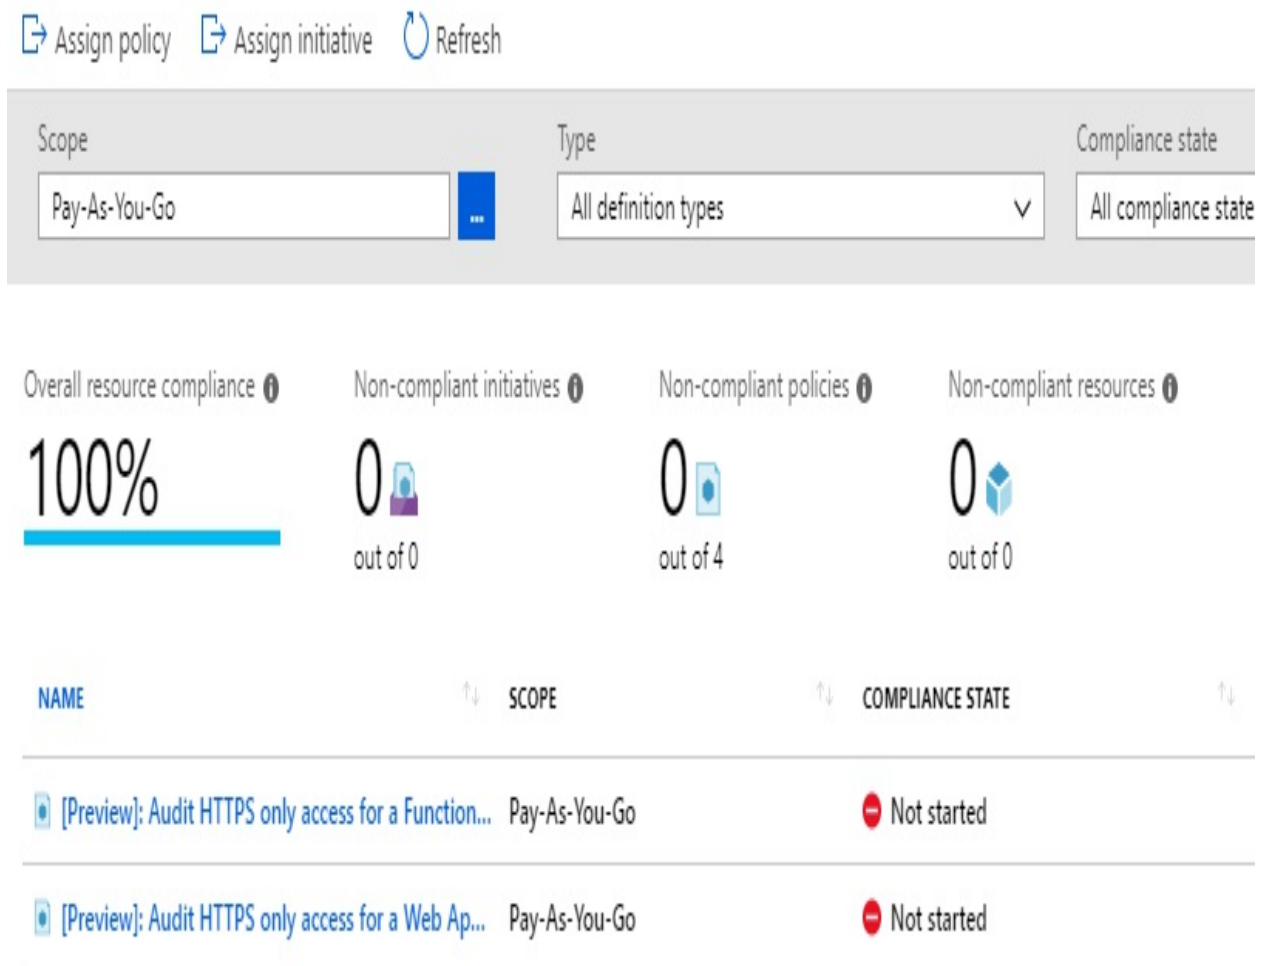 Assign policy Assign initiative Refresh
Scope Type Compliance state
Pay-As-You-Go ... All definition types All compliance state
Overall resource compliance Non-compliant initiatives Non-compliant policies Non-compliant resources
100% 0 0 0
out of 0 out of 4 out of 0
NAME SCOPE COMPLIANCE STATE
[Preview]: Audit HTTPS only access for a Function... Pay-As-You-Go Not started
[Preview]: Audit HTTPS only access for a Web Ap... Pay-As-You-Go Not started